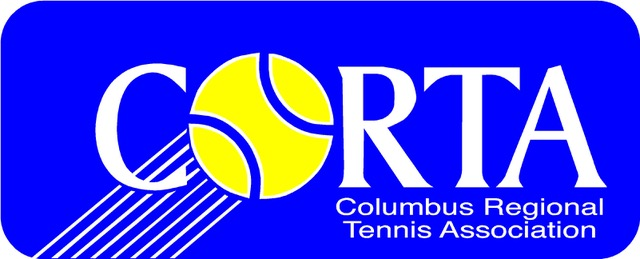 CORTA
Columbus Regional
Tennis Association